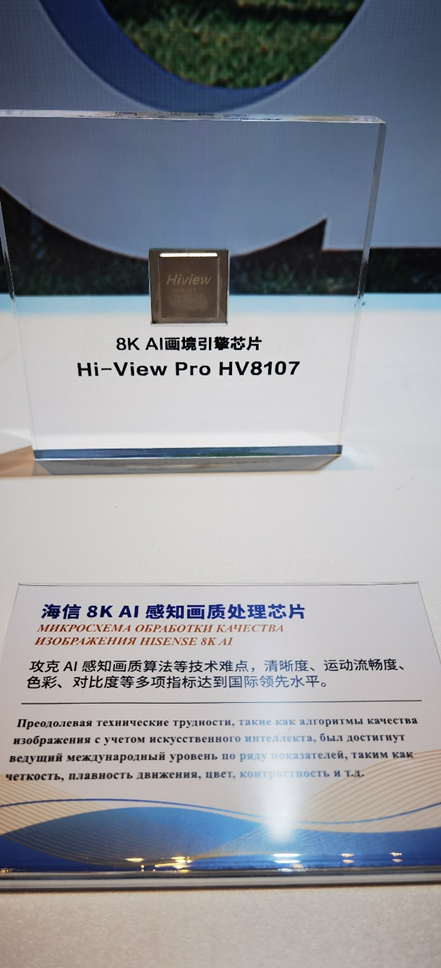 Hiview
8K AI画境引擎芯片
Hi-View Pro HV8107
海信 8K AI 感知画质处理芯片
МИКРОСХЕМА ОБРАБОТКИ КАЧЕСТВА
ИЗОБРАЖЕНИЯ HISENSE 8K AI
攻克 AI 感知画质算法等技术难点，清晰度、运动流畅度、
色彩、对比度等多项指标达到国际领先水平。
Преодолевая технические трудности, такие как алгоритмы качества
изображения с учетом искусственного интеллекта, был достигнут
ведущий международный уровень по ряду показателей, таким как
четкость, плавность движения, цвет, контрастность и т.д.